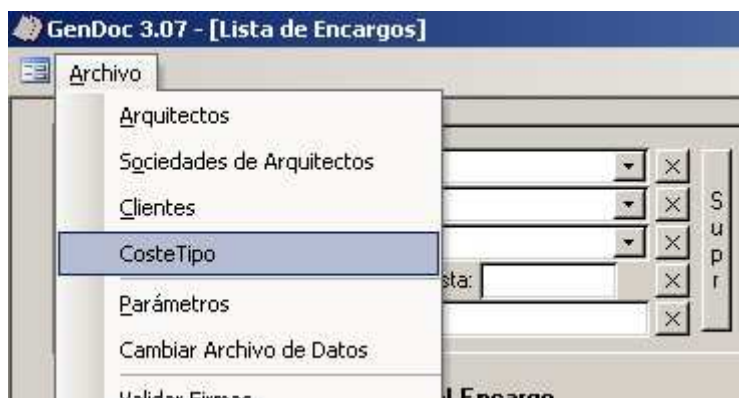 GenDoc 3.07 - [Lista de Encargos]
Archivo
Arquitectos
Sociedades de Arquitectos
Clientes
CosteTipo
sta:
Parámetros
Cambiar Archivo de Datos
Supr